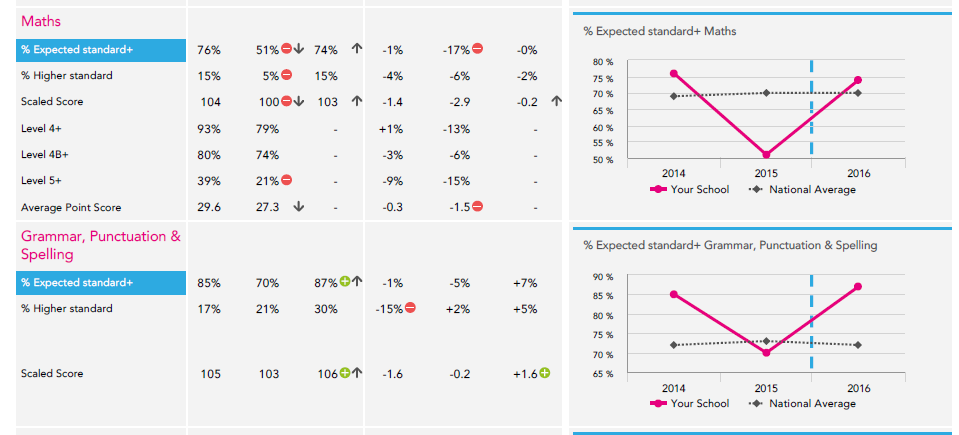 Maths
% Expected standard+ 76% 51% 74% -1% -17% -0%
% Higher standard 15% 5% 15% -4% -6% -2%
Scaled Score 104 100 103 -1.4 -2.9 -0.2
Level 4+ 93% 79% - +1% -13% -
Level 4B+ 80% 74% - -3% -6% -
Level 5+ 39% 21% - -9% -15% -
Average Point Score 29.6 27.3 - -0.3 -1.5 -
% Expected standard+ Maths
80 %
75 %
70 %
65 %
60 %
55 %
50 %
2014 2015 2016
Your School National Average
Grammar, Punctuation &
Spelling
% Expected standard+ 85% 70% 87% -1% -5% +7%
% Higher standard 17% 21% 30% -15% +2% +5%
Scaled Score 105 103 106 -1.6 -0.2 +1.6
% Expected standard+ Grammar, Punctuation & Spelling
90 %
85 %
80 %
75 %
70 %
65 %
2014 2015 2016
Your School National Average